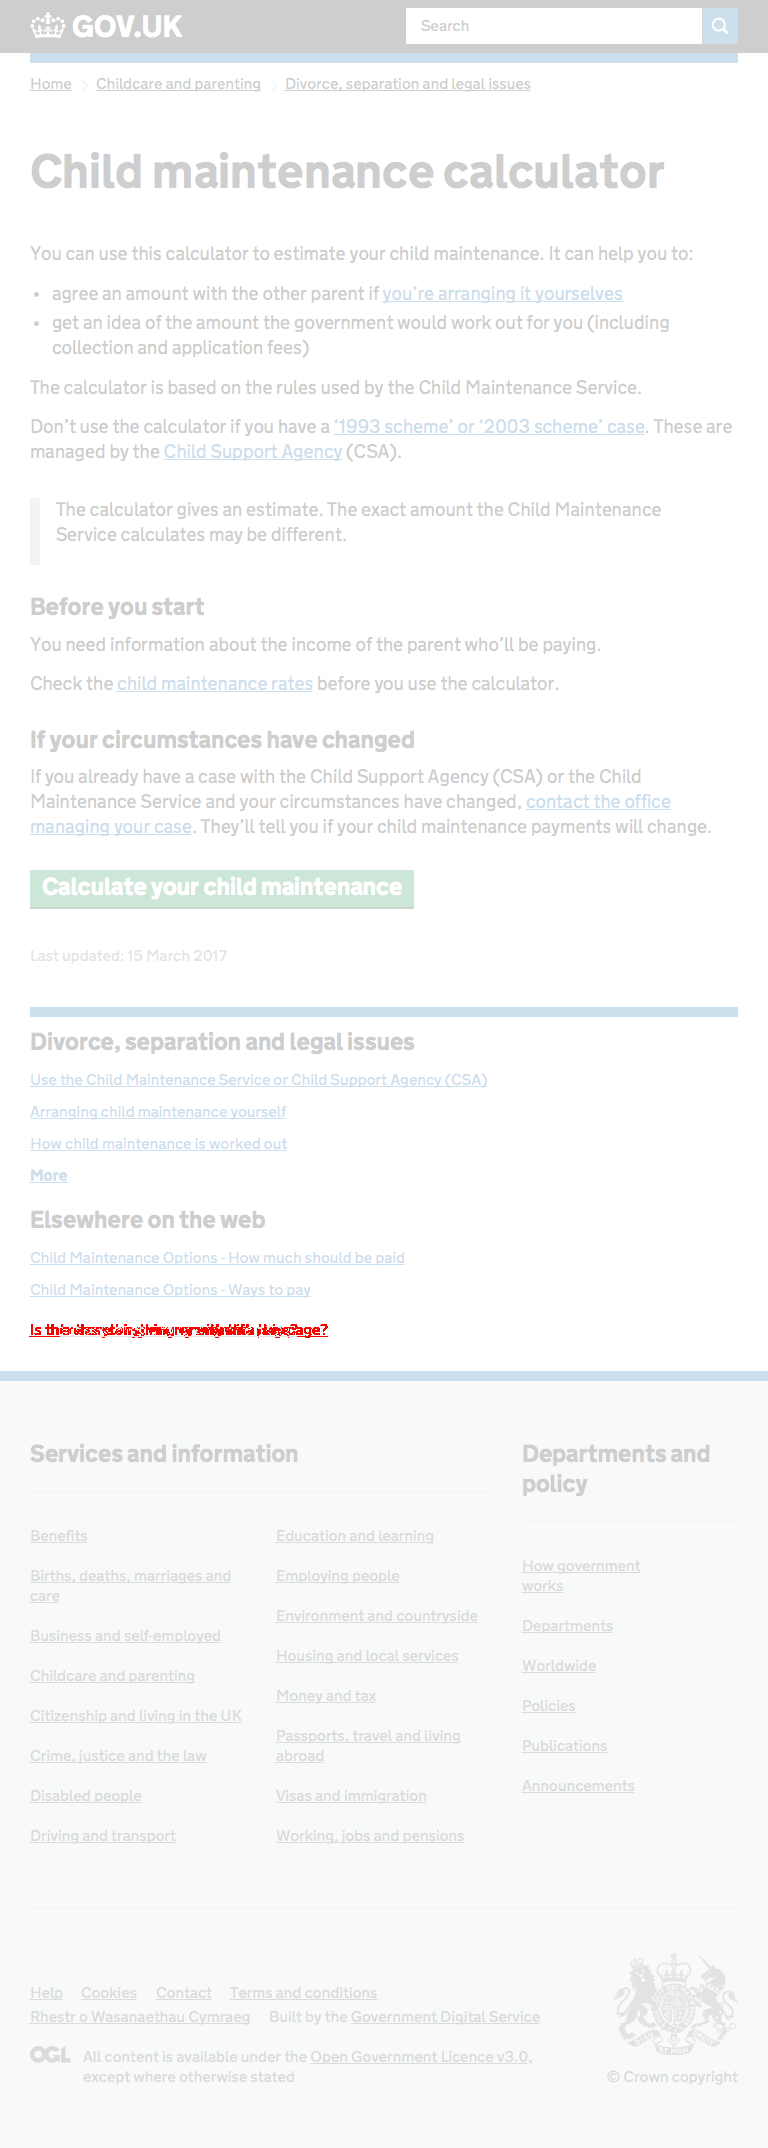 GOV.UK
Search
Home
Childcare and parenting
Divorce, separation and legal issues
Child maintenance calculator
You can use this calculator to estimate your child maintenance. It can help you to:
• agree an amount with the other parent if you’re arranging it yourselves
• get an idea of the amount the government would work out for you (including
collection and application fees)
The calculator is based on the rules used by the Child Maintenance Service.
Don’t use the calculator if you have a ‘1993 scheme’ or ‘2003 scheme’ case. These are
managed by the Child Support Agency (CSA).
The calculator gives an estimate. The exact amount the Child Maintenance
Service calculates may be different.
Before you start
You need information about the income of the parent who’ll be paying.
Check the child maintenance rates before you use the calculator.
If your circumstances have changed
If you already have a case with the Child Support Agency (CSA) or the Child
Maintenance Service and your circumstances have changed, contact the office
managing your case. They’ll tell you if your child maintenance payments will change.
Calculate your child maintenance
Last updated: 15 March 2017
Divorce, separation and legal issues
Use the Child Maintenance Service or Child Support Agency (CSA)
Arranging child maintenance yourself
How child maintenance is worked out
More
Elsewhere on the web
Child Maintenance Options - How much should be paid
Child Maintenance Options - Ways to pay
Services and information
Departments and
policy
Benefits
Births, deaths, marriages and
care
Business and self-employed
Childcare and parenting
Citizenship and living in the UK
Crime, justice and the law
Disabled people
Driving and transport
Education and learning
Employing people
Environment and countryside
Housing and local services
Money and tax
Passports, travel and living
abroad
Visas and immigration
Working, jobs and pensions
How government
works
Departments
Worldwide
Policies
Publications
Announcements
Help
Cookies
Contact
Terms and conditions
Rhestr o Wasanaethau Cymraeg
Built by the Government Digital Service
OGL
All content is available under the Open Government Licence v3.0,
except where otherwise stated
© Crown copyright